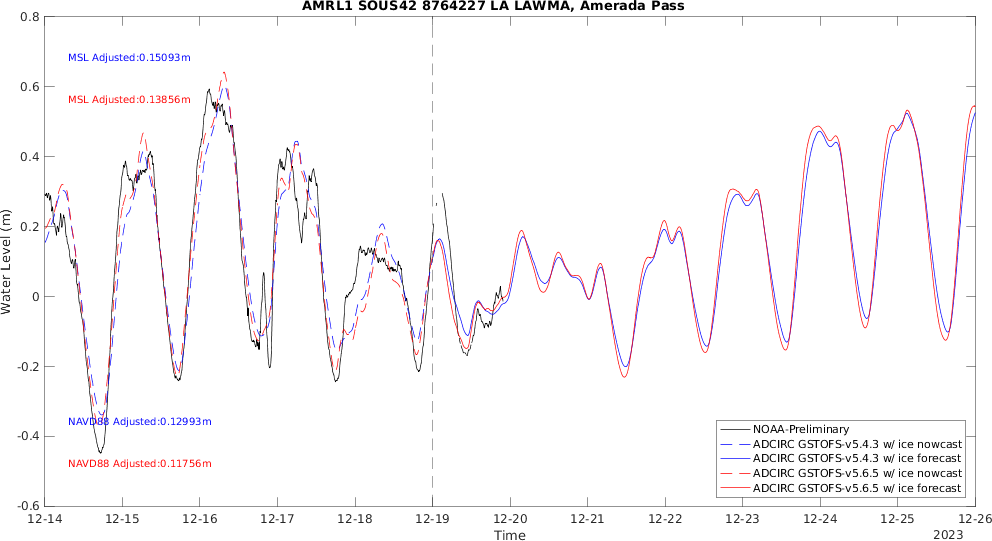 AMRL1 SOUS42 8764227 LA LAWMA, Amerada Pass
0.8
0.6
0.4
0.2
0
-0.2
-0.4
-0.6
Water Level (m)
MSL Adjusted:0.15093m
MSL Adjusted:0.13856m
NAVD88 Adjusted:0.12993m
NAVD88 Adjusted:0.11756m
NOAA-Preliminary
ADCIRC GSTOFS-v5.4.3 w/ ice nowcast
ADCIRC GSTOFS-v5.4.3 w/ ice forecast
ADCIRC GSTOFS-v5.6.5 w/ ice nowcast
ADCIRC GSTOFS-v5.6.5 w/ ice forecast
12-14 12-15 12-16 12-17 12-18 12-19 12-20 12-21 12-22 12-23 12-24 12-25 12-26
Time
2023